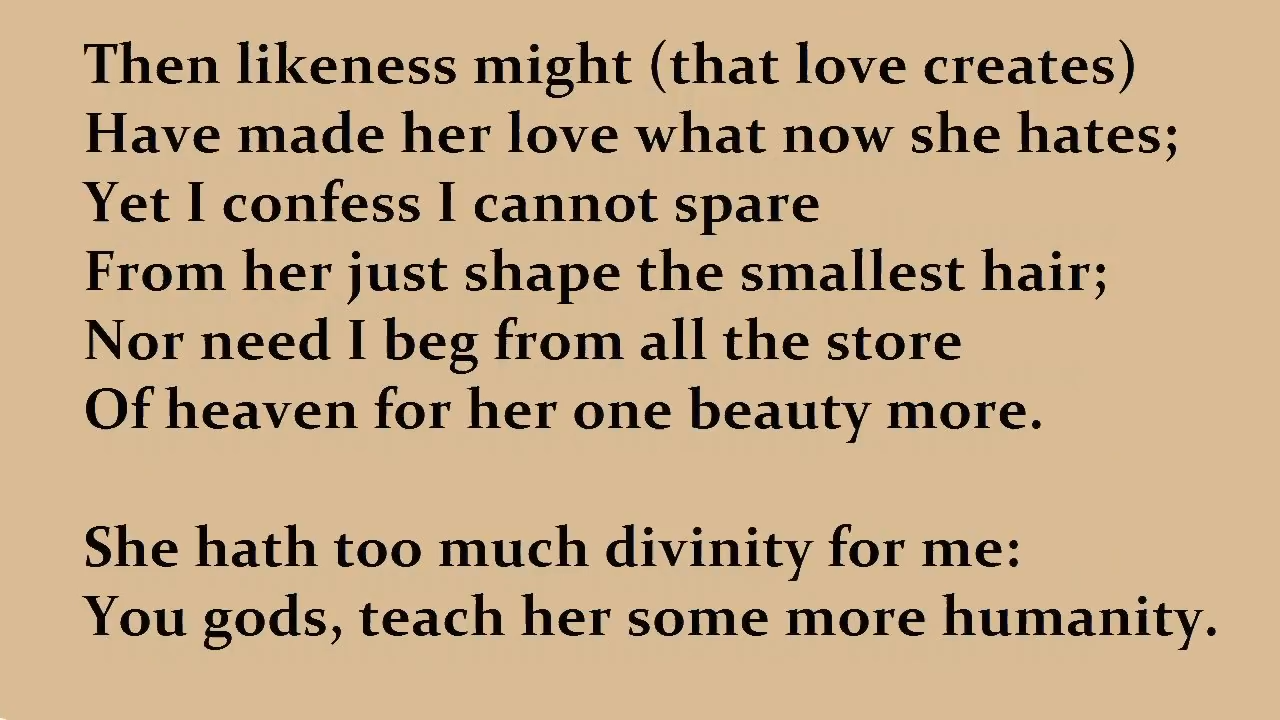 Then likeness might (that love creates)
Have made her love what now she hates;
Yet I confess I cannot spare
From her just shape the smallest hair;
Nor need I beg from all the store
Of heaven for her one beauty more.
She hath too much divinity for me:
You gods, teach her some more humanity.